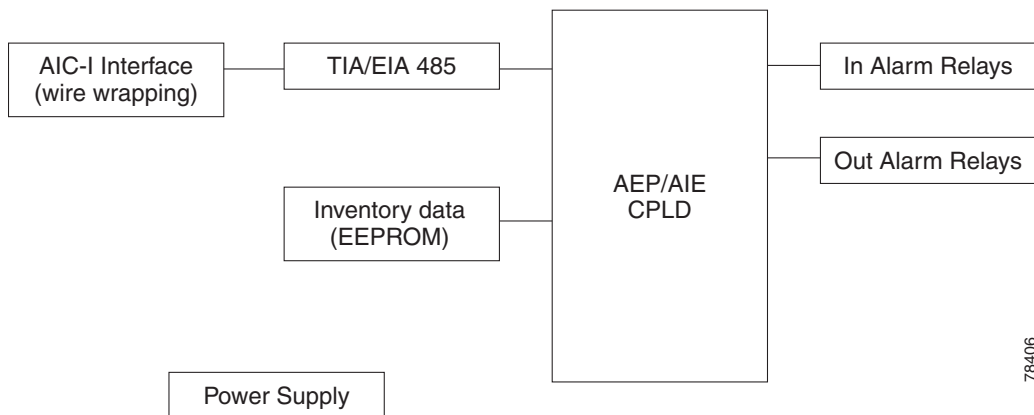 AIC-I Interface
(wire wrapping)
TIA/EIA 485
In Alarm Relays
Out Alarm Relays
AEP/AIE
CPLD
Inventory data
(EEPROM)
Power Supply
78406